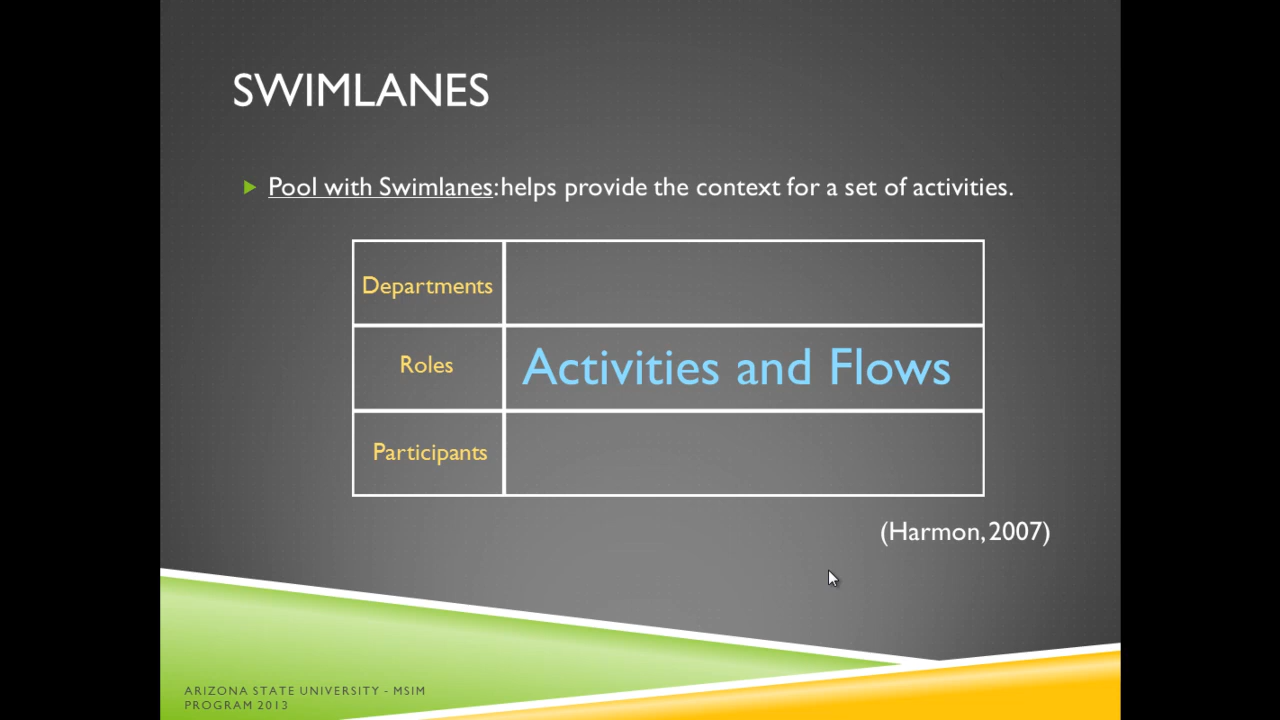 SWIMLANES
Pool with Swimlanes:helps provide the context for a set of activities.
Departments
Roles
Activities and Flows
Participants
(Harmon, 2007)
ARIZONA STATE UNIVERSITY - MSIM
PROGRAM 2013